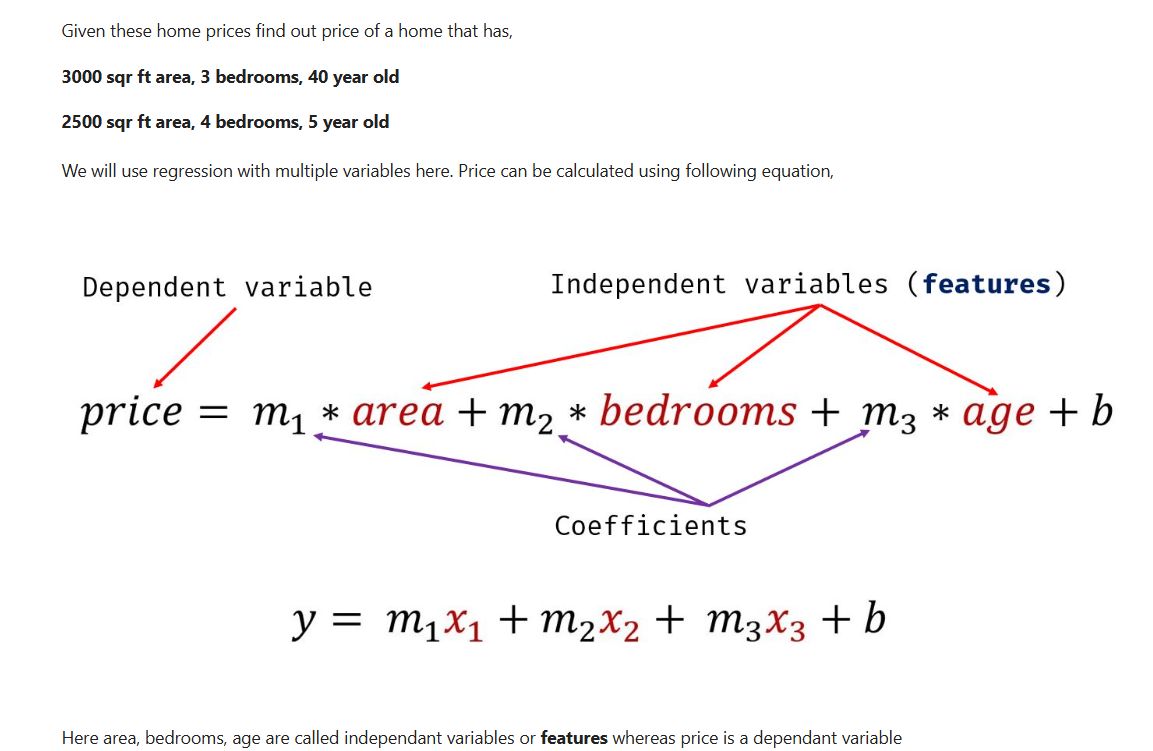 Given these home prices find out price of a home that has,
3000 sqr ft area, 3 bedrooms, 40 year old
2500 sqr ft area, 4 bedrooms, 5 year old
We will use regression with multiple variables here. Price can be calculated using following equation,
Dependent variable
Independent variables (features)
price = m₁ * area + m₂ * bedrooms + m₃ * age + b
Coefficients
y = m₁x₁ + m₂x₂ + m₃x₃ + b
Here area, bedrooms, age are called independant variables or features whereas price is a dependant variable